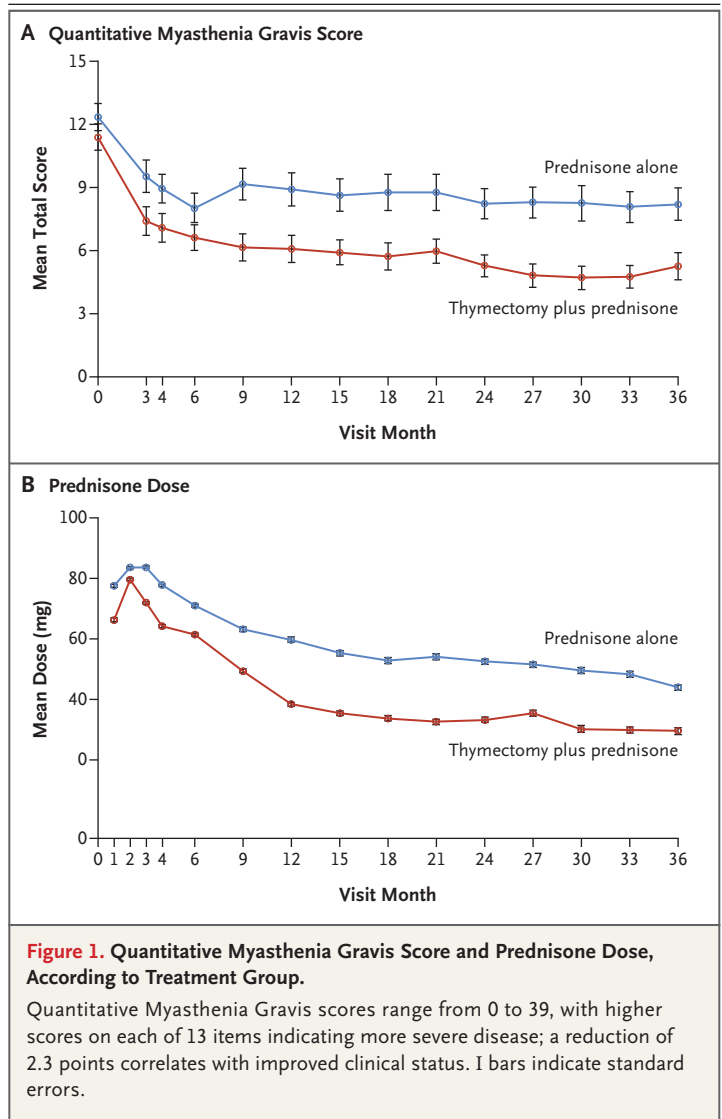 A Quantitative Myasthenia Gravis Score
15
12
9
6
3
0
Mean Total Score
Prednisone alone
Thymectomy plus prednisone
0 3 4 6 9 12 15 18 21 24 27 30 33 36
Visit Month
B Prednisone Dose
100
80
60
40
0
0
Mean Dose (mg)
Prednisone alone
Thymectomy plus prednisone
0 1 2 3 4 6 9 12 15 18 21 24 27 30 33 36
Visit Month
Figure 1. Quantitative Myasthenia Gravis Score and Prednisone Dose,
According to Treatment Group.
Quantitative Myasthenia Gravis scores range from 0 to 39, with higher
scores on each of 13 items indicating more severe disease; a reduction of
2.3 points correlates with improved clinical status. I bars indicate standard
errors.